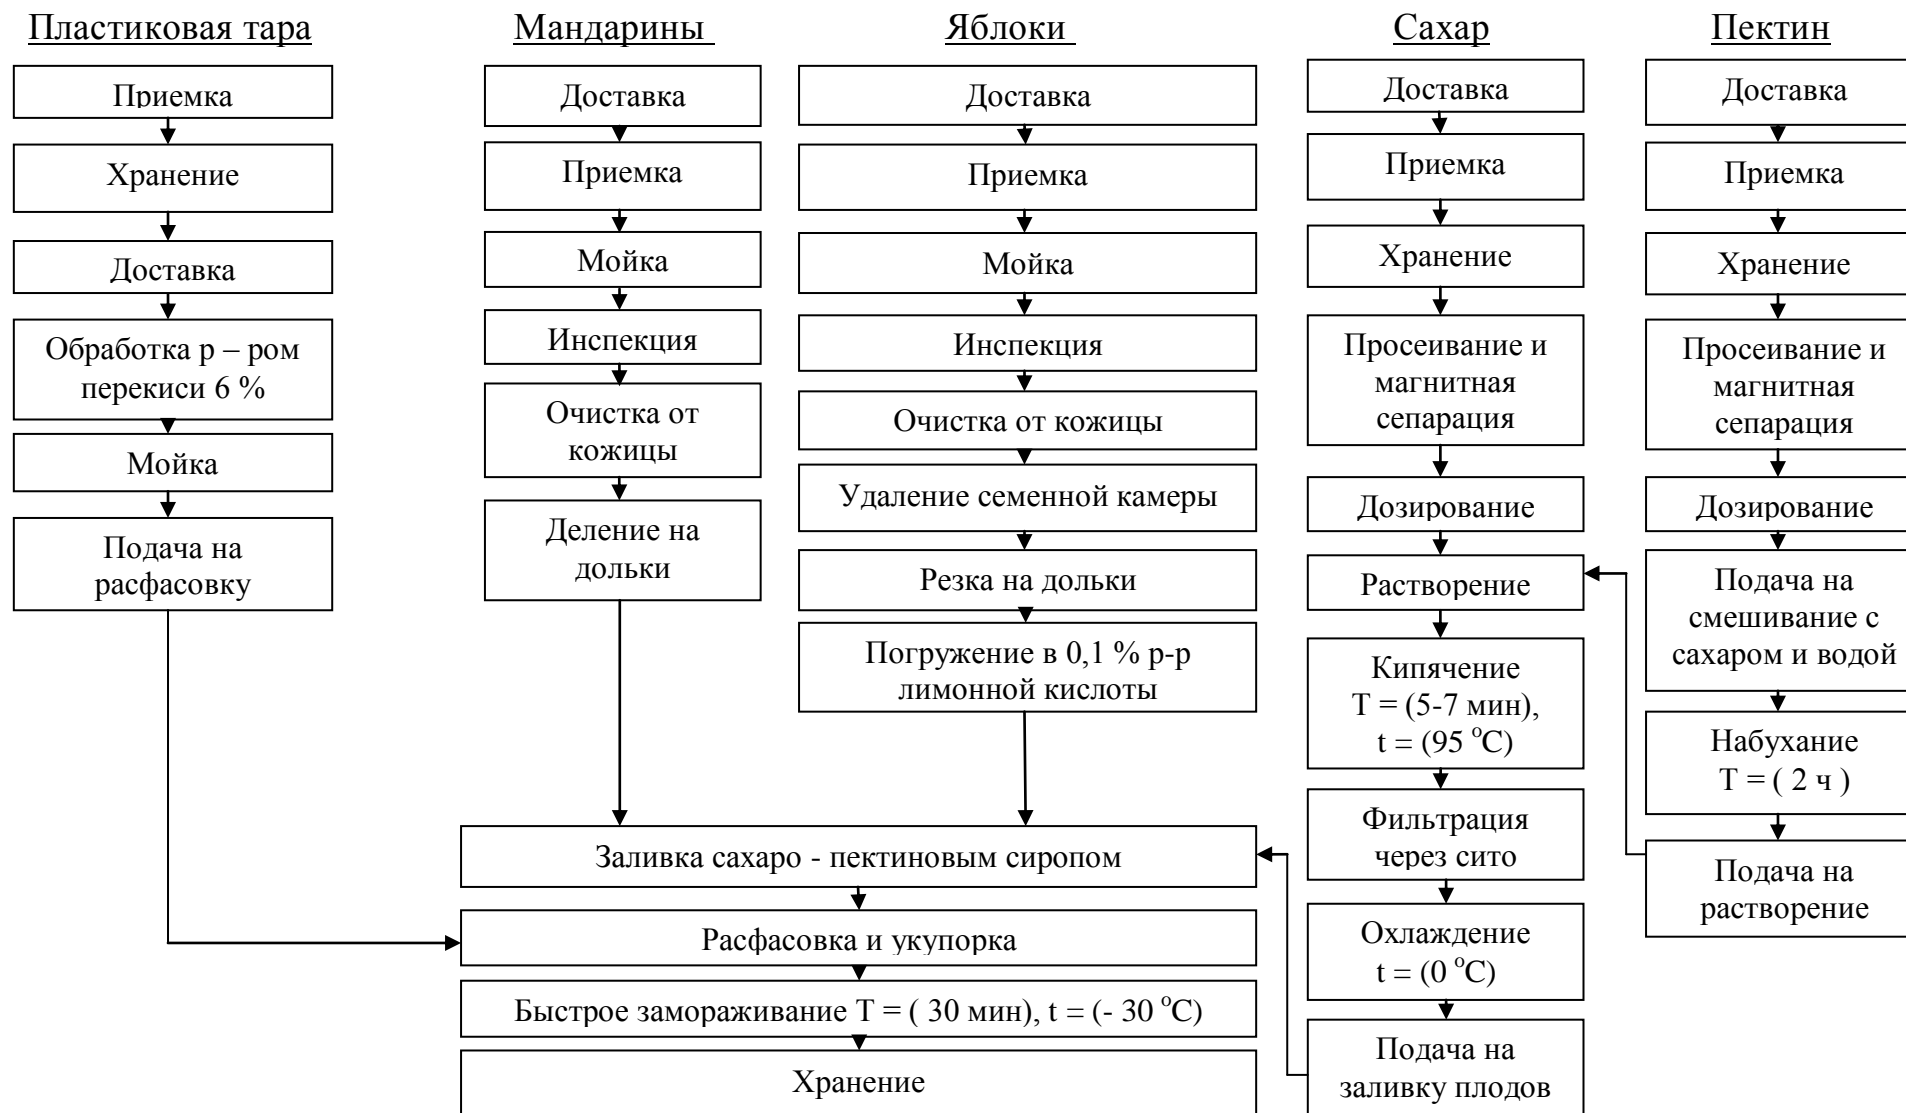 Пластиковая тара
Приемка
Хранение
Доставка
Обработка р – ром
перекиси 6 %
Мойка
Подача на
расфасовку
Мандарины
Доставка
Приемка
Мойка
Инспекция
Очистка от
кожицы
Деление на
дольки
Яблоки
Доставка
Приемка
Мойка
Инспекция
Очистка от кожицы
Удаление семенной камеры
Резка на дольки
Погружение в 0,1 % р-р
лимонной кислоты
Сахар
Доставка
Приемка
Хранение
Просеивание и
магнитная
сепарация
Дозирование
Растворение
Кипячение
T = (5-7 мин),
t = (95 °C)
Фильтрация
через сито
Охлаждение
t = (0 °C)
Подача на
заливку плодов
Пектин
Доставка
Приемка
Хранение
Просеивание и
магнитная
сепарация
Дозирование
Подача на
смешивание с
сахаром и водой
Набухание
T = ( 2 ч )
Подача на
растворение
Заливка сахаро - пектиновым сиропом
Расфасовка и укупорка
Быстрое замораживание T = ( 30 мин), t = (- 30 °C)
Хранение